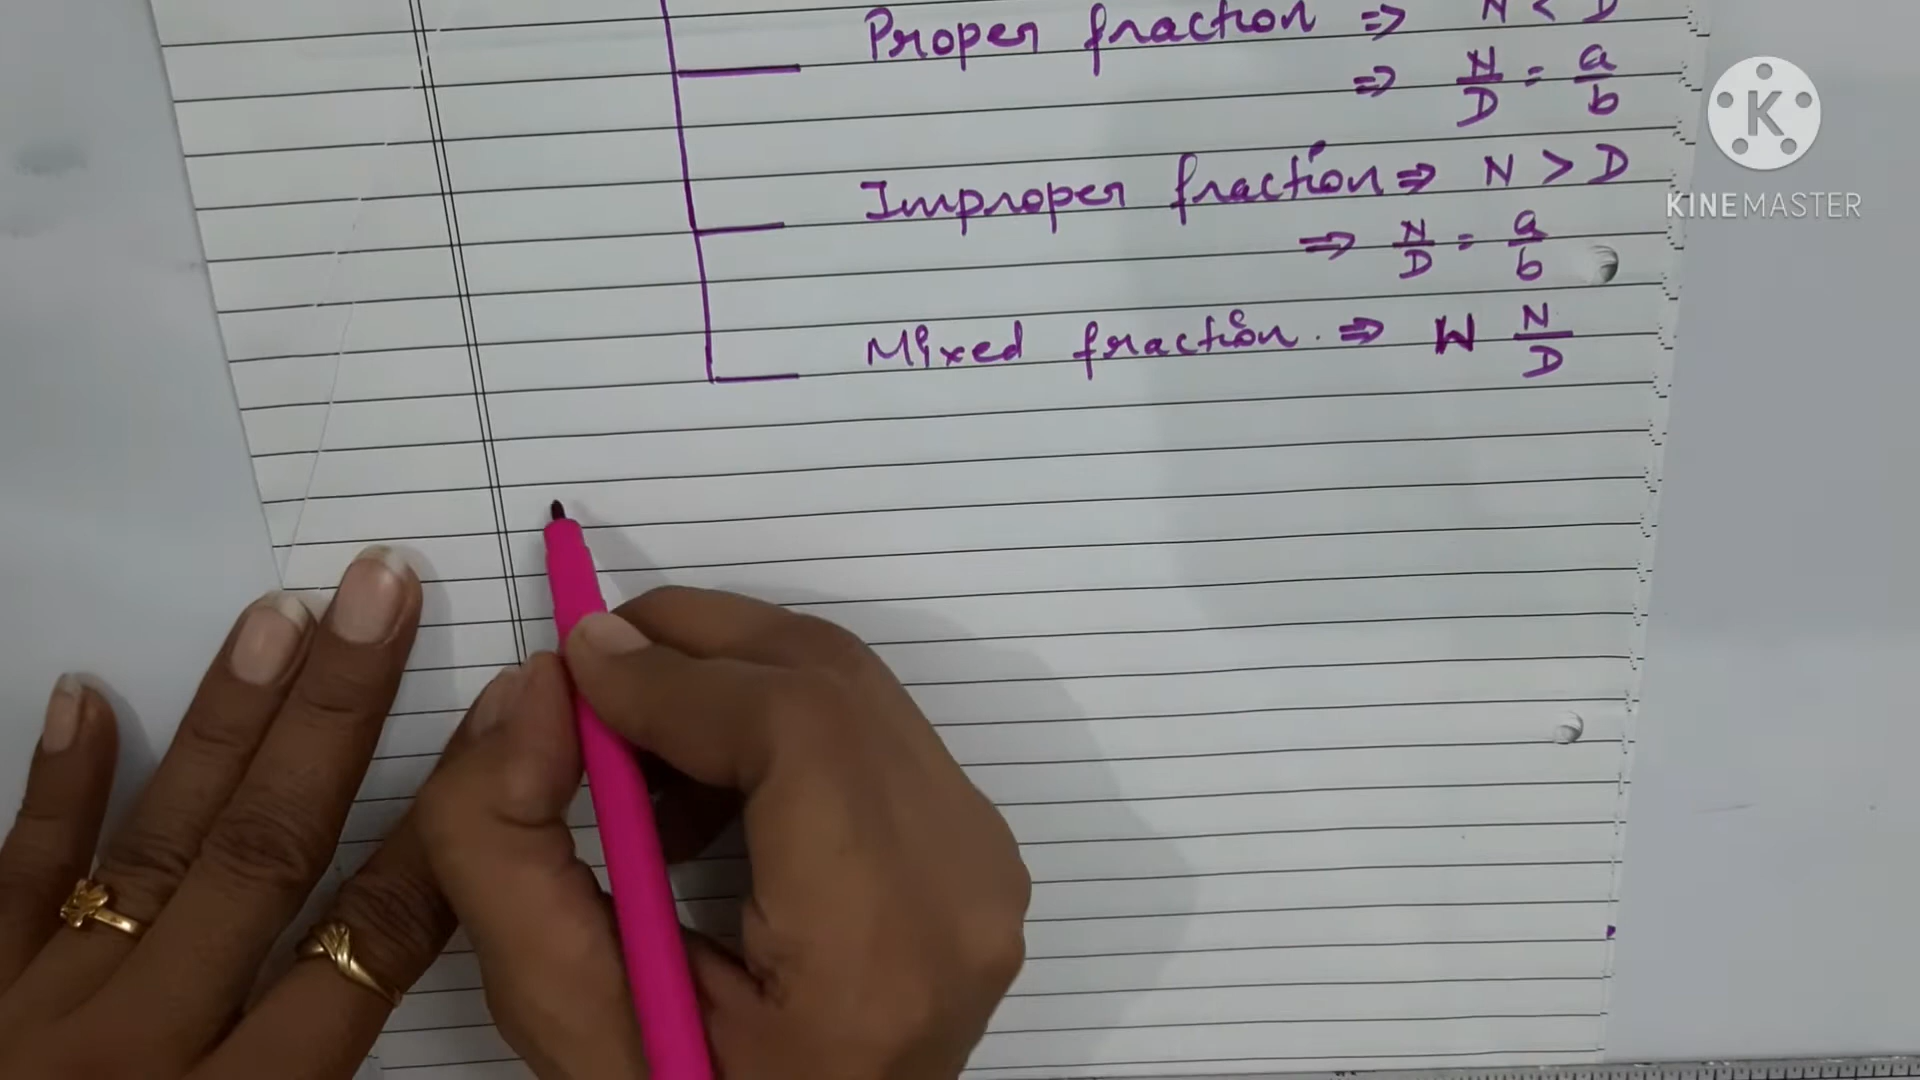 Proper fraction ⇒ N < D
⇒ N/D = a/b
Improper fraction ⇒ N > D
⇒ N/D = a/b
Mixed fraction. ⇒ W N/D
K
KINEMASTER